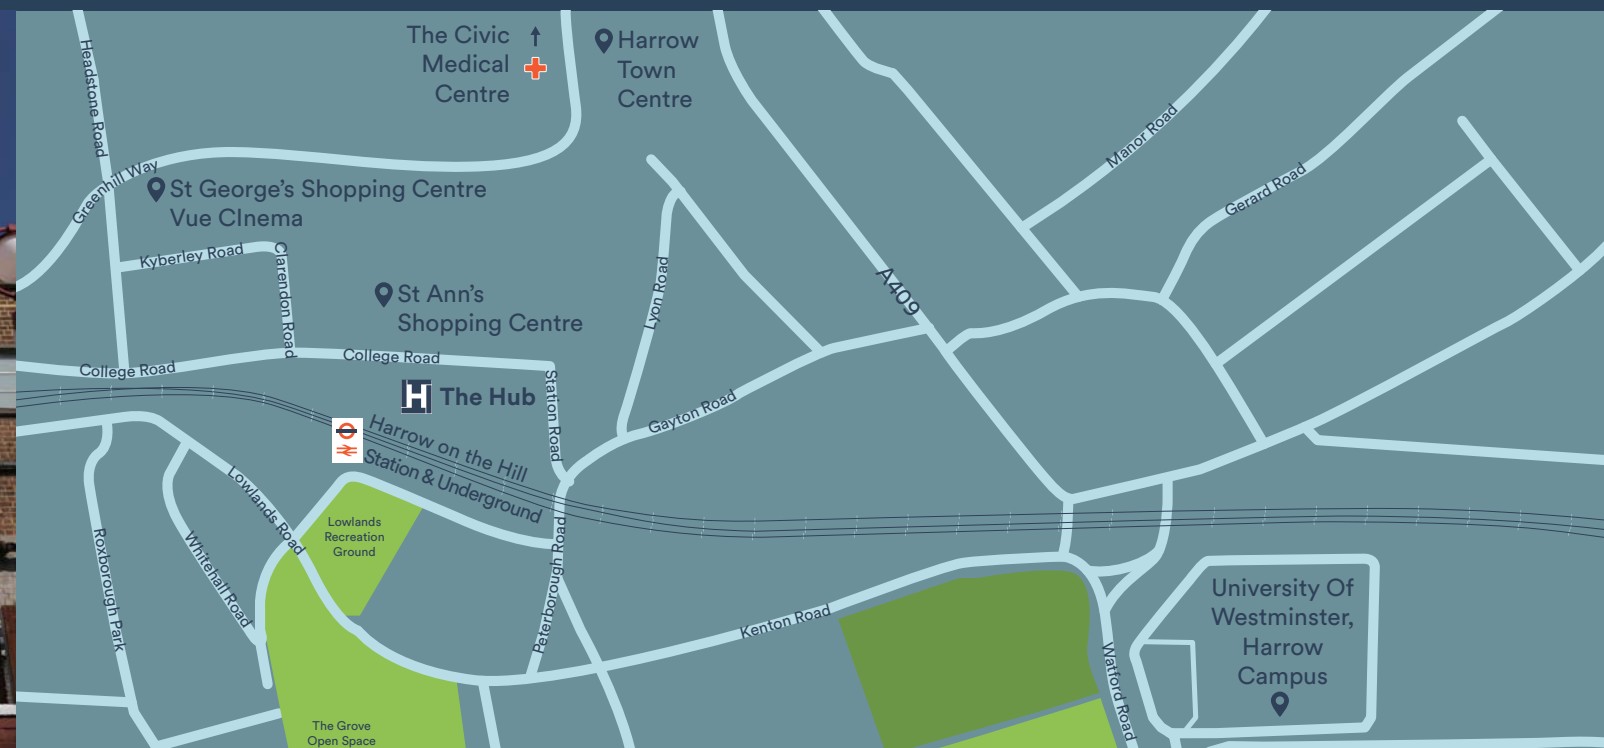 The Civic
Medical
Centre
Harrow
Town
Centre
Headstone Road
Greenhill Way
St George's Shopping Centre
Vue CInema
Manor Road
Gerard Road
Kyberley Road
Clarendon Road
St Ann's
Shopping Centre
Lyon Road
A409
College Road
College Road
H The Hub
Station Road
Gayton Road
Harrow on the Hill
Station & Underground
Lowlands Road
Lowlands
Recreation
Ground
Roxborough Park
Whitehall Road
Peterborough Road
Kenton Road
University Of
Westminster,
Harrow
Campus
Watford Road
The Grove
Open Space